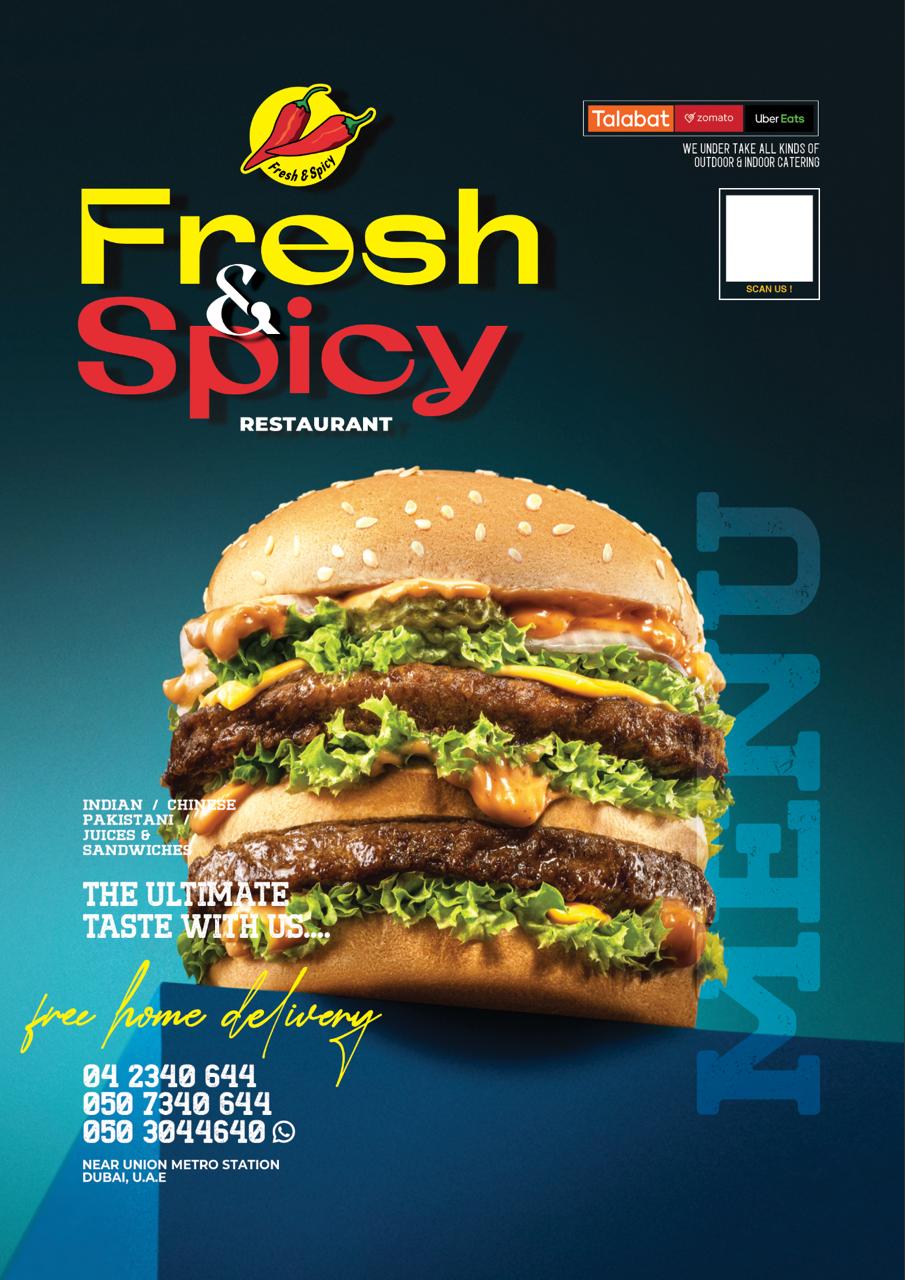 Fresh & Spicy
Talabat zomato Uber Eats
WE UNDER TAKE ALL KINDS OF
OUTDOOR & INDOOR CATERING
SCAN US !
Fresh
&
Spicy
RESTAURANT
MENU
INDIAN / CHINESE
PAKISTANI /
JUICES &
SANDWICHES
THE ULTIMATE
TASTE WITH US....
free home delivery
04 2340 644
050 7340 644
050 3044640
NEAR UNION METRO STATION
DUBAI, U.A.E